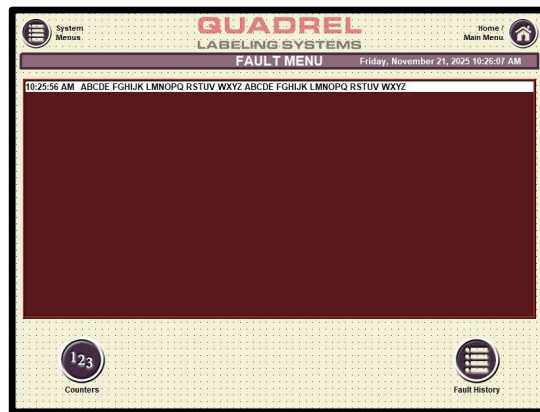 System
Menus
QUADREL
LABELING SYSTEMS
Home /
Main Menu
FAULT MENU
Friday, November 21, 2025 10:26:07 AM
10:25:56 AM ABCDE FGHIJK LMNOPQ RSTUV WXYZ ABCDE FGHIJK LMNOPQ RSTUV WXYZ
123
Counters
Fault History